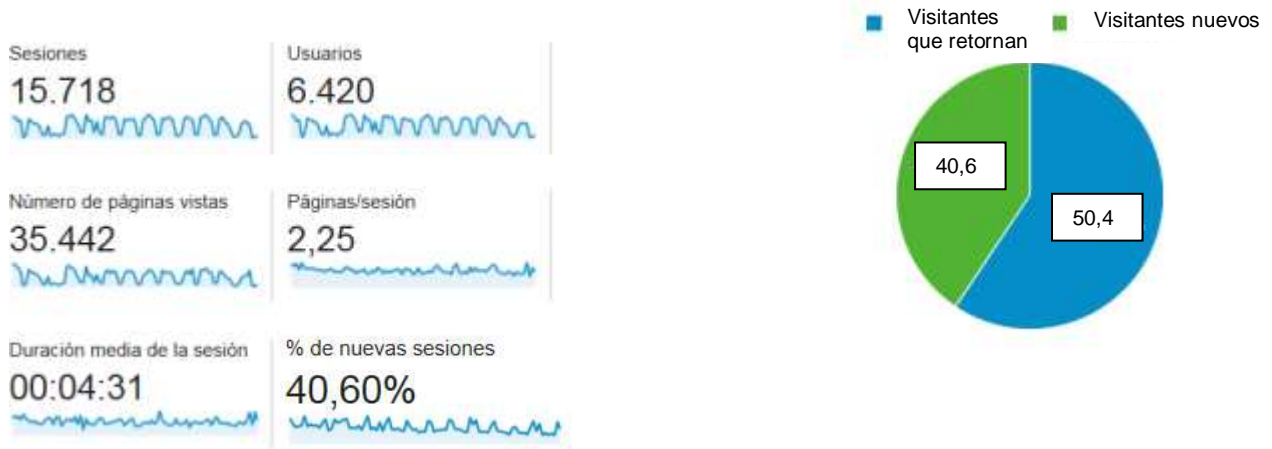 Sesiones
15.718
Usuarios
6.420
Número de páginas vistas
35.442
Páginas/sesión
2,25
Duración media de la sesión
00:04:31
% de nuevas sesiones
40,60%
Visitantes
que retornan
Visitantes nuevos
40,6
50,4